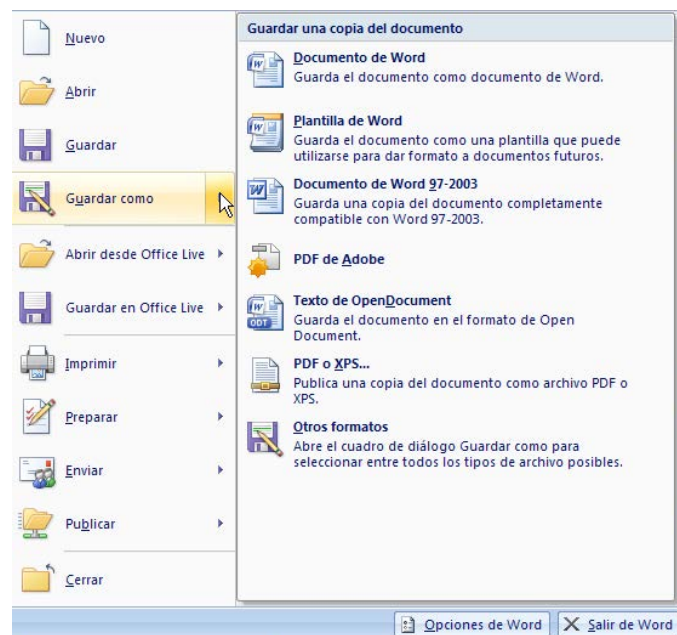 Nuevo
Abrir
Guardar
Guardar como
Abrir desde Office Live
Guardar en Office Live
Imprimir
Preparar
Enviar
Publicar
Cerrar
Guardar una copia del documento
Documento de Word
Guarda el documento como documento de Word.
Plantilla de Word
Guarda el documento como una plantilla que puede
utilizarse para dar formato a documentos futuros.
Documento de Word 97-2003
Guarda una copia del documento completamente
compatible con Word 97-2003.
PDF de Adobe
Texto de OpenDocument
Guarda el documento en el formato de Open
Document.
ODT
PDF o XPS...
Publica una copia del documento como archivo PDF o
XPS.
Otros formatos
Abre el cuadro de diálogo Guardar como para
seleccionar entre todos los tipos de archivo posibles.
Opciones de Word
Salir de Word